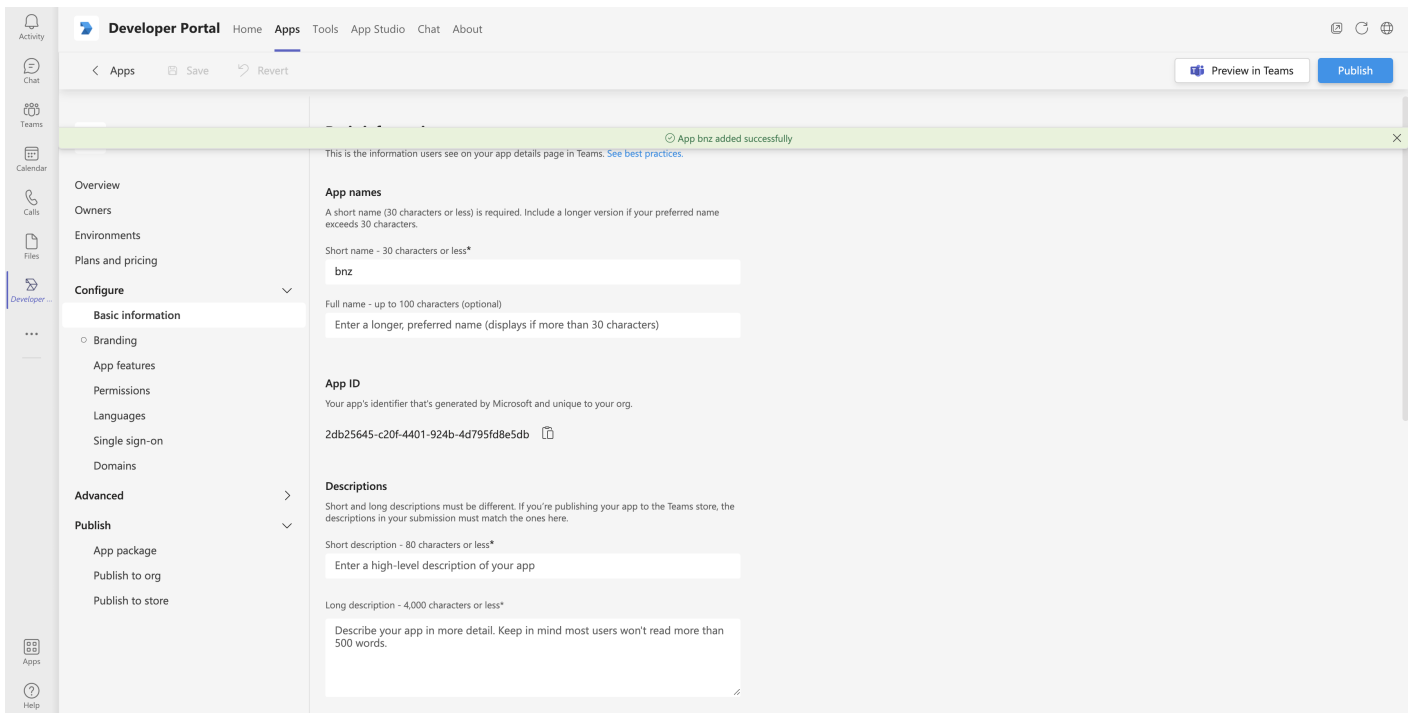 Activity
Chat
Teams
Calendar
Calls
Files
Developer ...
Apps
Help
Developer Portal Home Apps Tools App Studio Chat About
Apps Save Revert
Preview in Teams Publish
App bnz added successfully
Overview
Owners
Environments
Plans and pricing
Configure
Basic information
Branding
App features
Permissions
Languages
Single sign-on
Domains
Advanced
Publish
App package
Publish to org
Publish to store
This is the information users see on your app details page in Teams. See best practices.
App names
A short name (30 characters or less) is required. Include a longer version if your preferred name
exceeds 30 characters.
Short name - 30 characters or less*
bnz
Full name - up to 100 characters (optional)
Enter a longer, preferred name (displays if more than 30 characters)
App ID
Your app's identifier that's generated by Microsoft and unique to your org.
2db25645-c20f-4401-924b-4d795fd8e5db
Descriptions
Short and long descriptions must be different. If you're publishing your app to the Teams store, the
descriptions in your submission must match the ones here.
Short description - 80 characters or less*
Enter a high-level description of your app
Long description - 4,000 characters or less*
Describe your app in more detail. Keep in mind most users won't read more than
500 words.